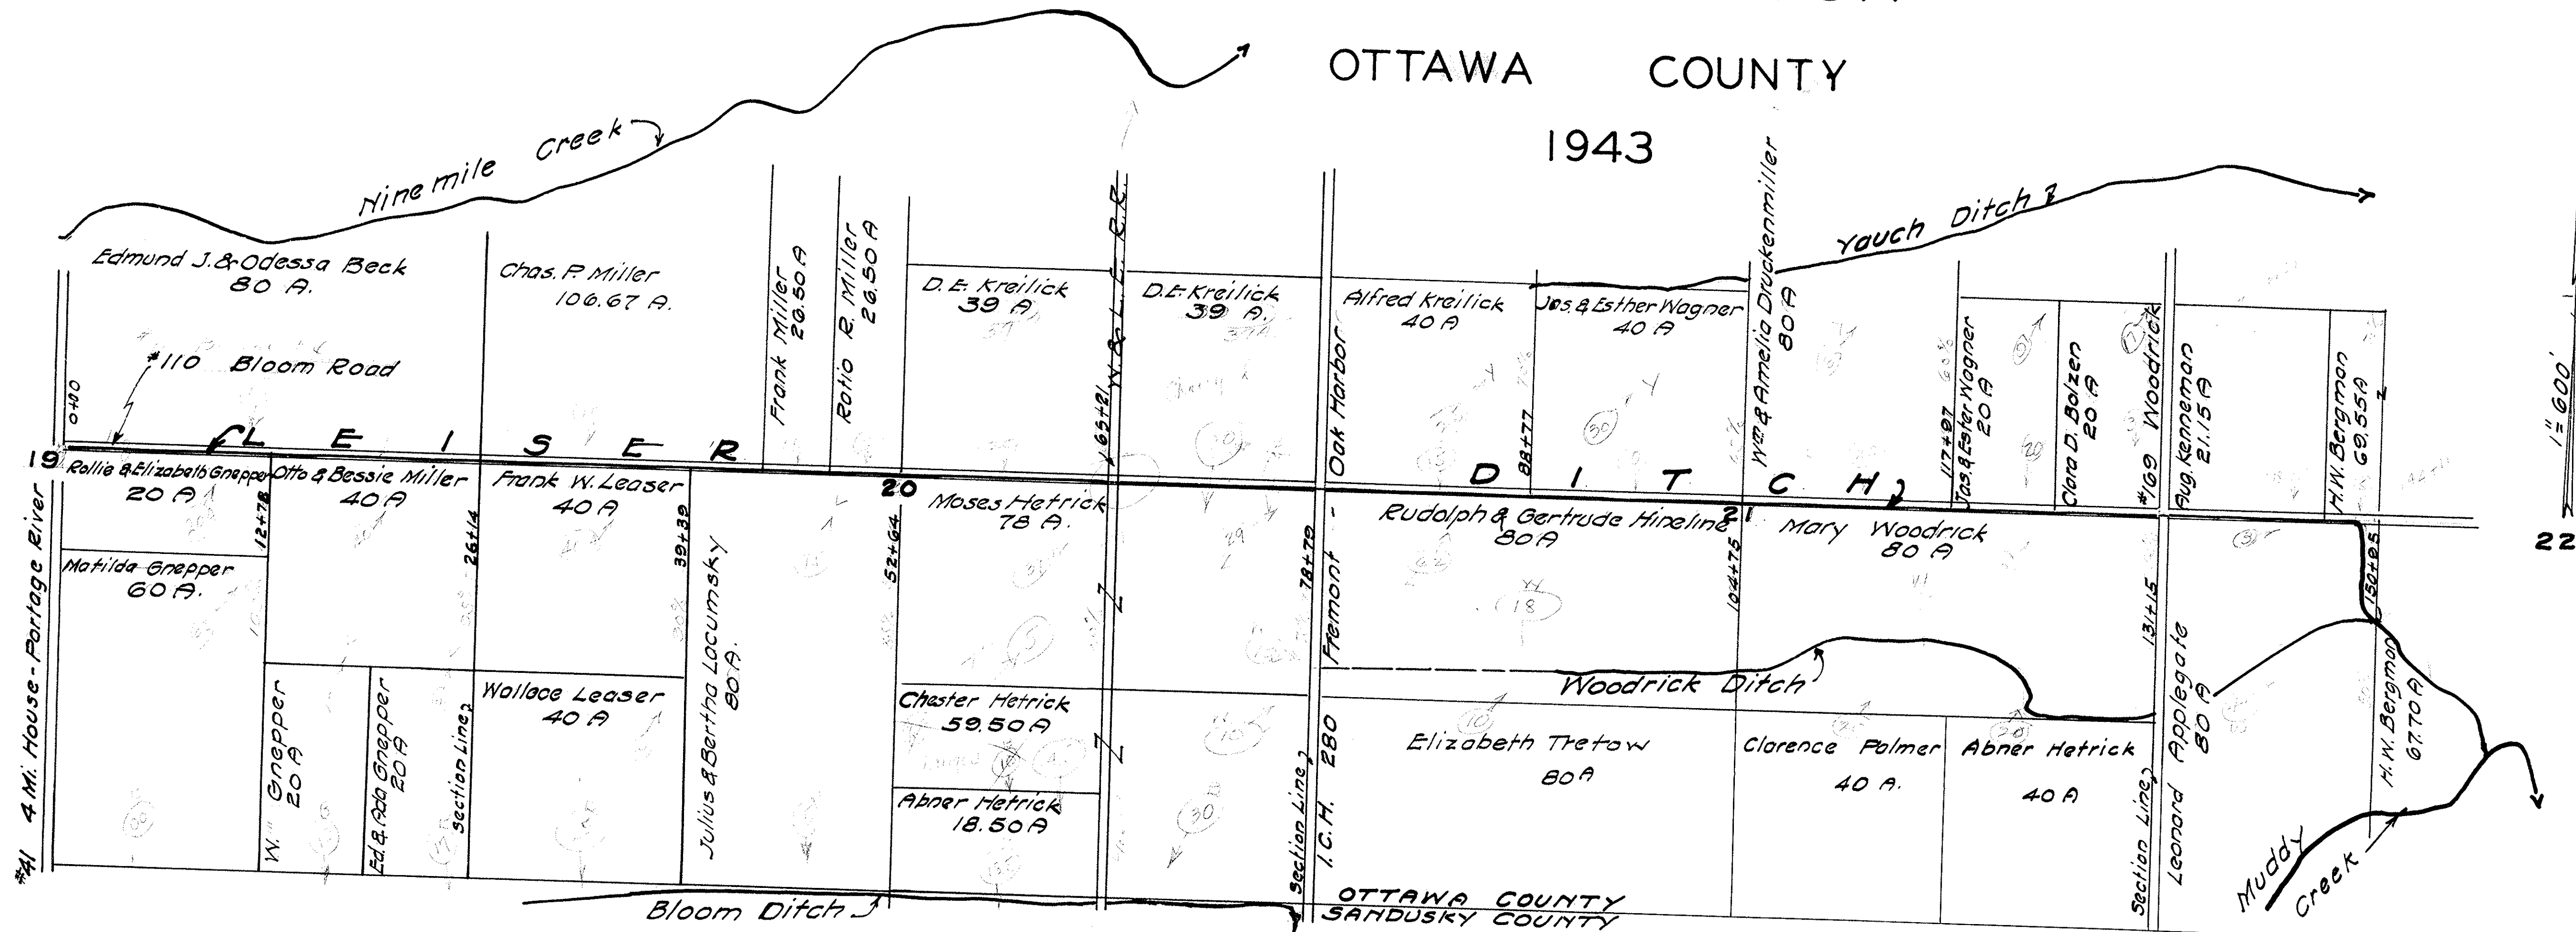 OTTAWA COUNTY
1943
Ninemile Creek
Yauch Ditch
Edmund J. & Odessa Beck
80 A.
Chas. P. Miller
106.67 A.
Frank Miller
26.50 A
Ratio R. Miller
26.50 A
D. E. Kreilick
39 A
W. & L. E. R.R.
D.E. Kreilick
39 A.
Alfred Kreilick
40 A
Jas. & Esther Wagner
40 A
Wm & Amelia Druckenmiller
80 A
Jas. & Ester Wagner
20 A
Clara D. Bolzen
20 A
#169 Woodrick
Aug. Kenneman
21.15 A
H.W. Bergman
69.55 A
1" = 600'
#110 Bloom Road
0+00
65+21
88+77
117+97
LEISER DITCH
19
20
21
22
Rollie & Elizabeth Gnepper
20 A
12+78
Otto & Bessie Miller
40 A
26+14
Frank W. Leaser
40 A
39+39
52+64
Moses Hetrick
78 A.
78+79
Rudolph & Gertrude Hineline
80 A
104+75
Mary Woodrick
80 A
131+15
150+85
Matilda Gnepper
60 A.
#41 4 Mi. House - Portage River
Wm Gnepper
20 A
Ed. & Ada Gnepper
20 A
Section Line
Wallace Leaser
40 A
Julius & Bertha Lacumsky
80 A.
Chester Hetrick
59.50 A
Abner Hetrick
18.50 A
Section Line
I.C.H. 280 Fremont - Oak Harbor
Woodrick Ditch
Elizabeth Tretow
80 A
Clarence Palmer
40 A.
Abner Hetrick
40 A
Section Line
Leonard Applegate
80 A
H. W. Bergman
67.70 A
Muddy Creek
Bloom Ditch
OTTAWA COUNTY
SANDUSKY COUNTY